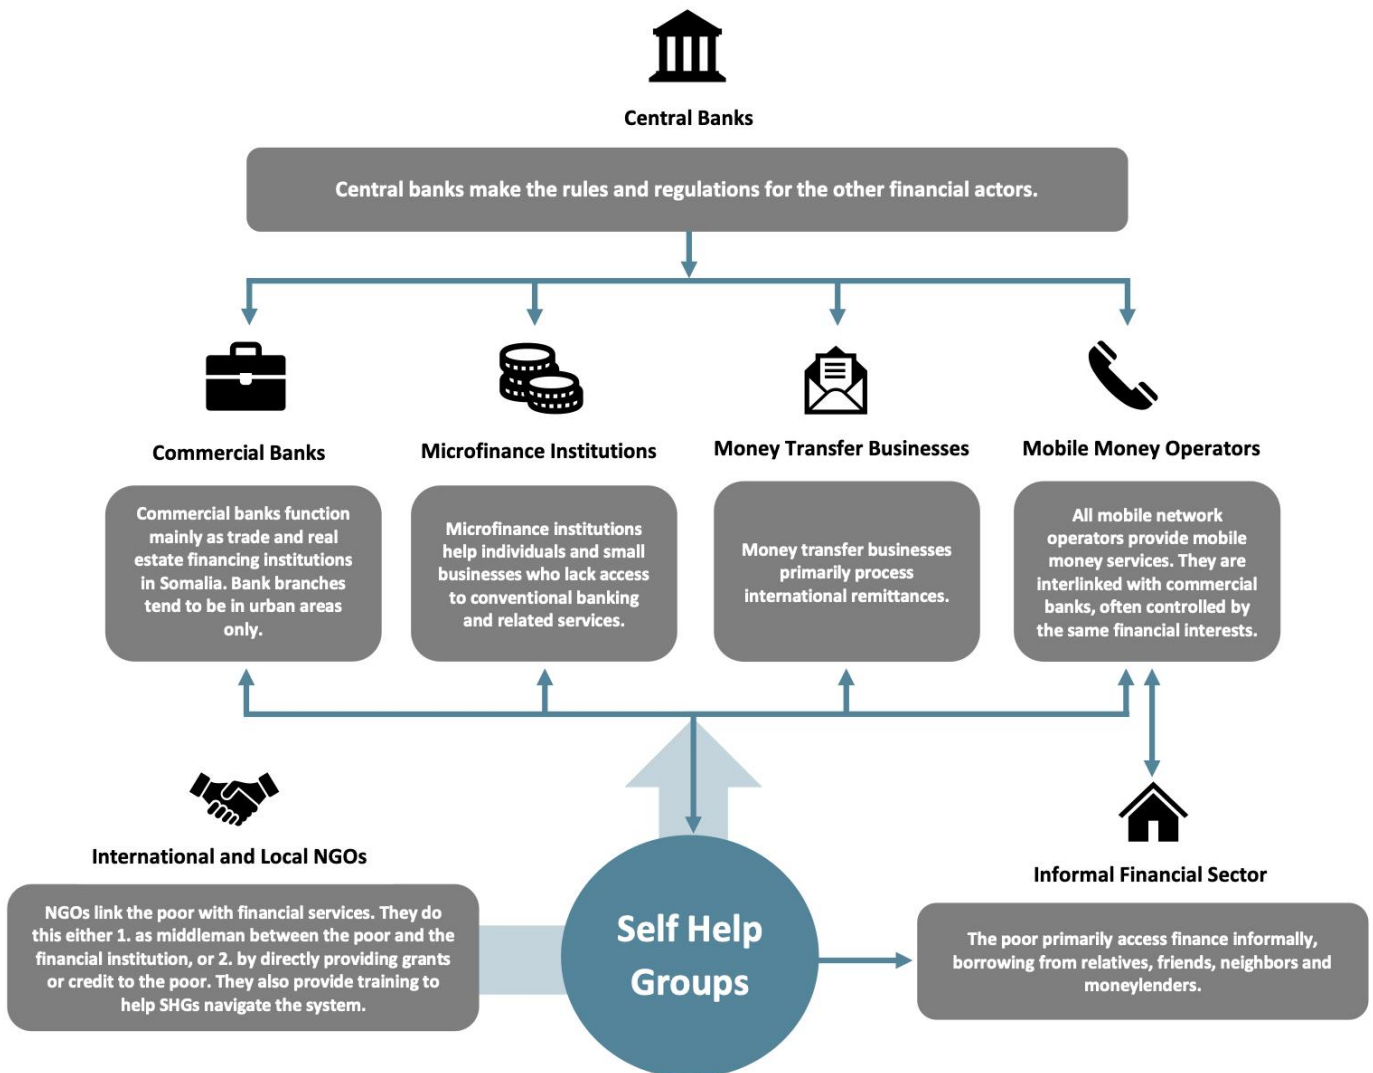 Central Banks
Central banks make the rules and regulations for the other financial actors.
Commercial Banks
Commercial banks function
mainly as trade and real
estate financing institutions
in Somalia. Bank branches
tend to be in urban areas
only.
Microfinance Institutions
Microfinance institutions
help individuals and small
businesses who lack access
to conventional banking
and related services.
Money Transfer Businesses
Money transfer businesses
primarily process
international remittances.
Mobile Money Operators
All mobile network
operators provide mobile
money services. They are
interlinked with commercial
banks, often controlled by
the same financial interests.
International and Local NGOs
NGOs link the poor with financial services. They do
this either 1. as middleman between the poor and the
financial institution, or 2. by directly providing grants
or credit to the poor. They also provide training to
help SHGs navigate the system.
Self Help
Groups
Informal Financial Sector
The poor primarily access finance informally,
borrowing from relatives, friends, neighbors and
moneylenders.